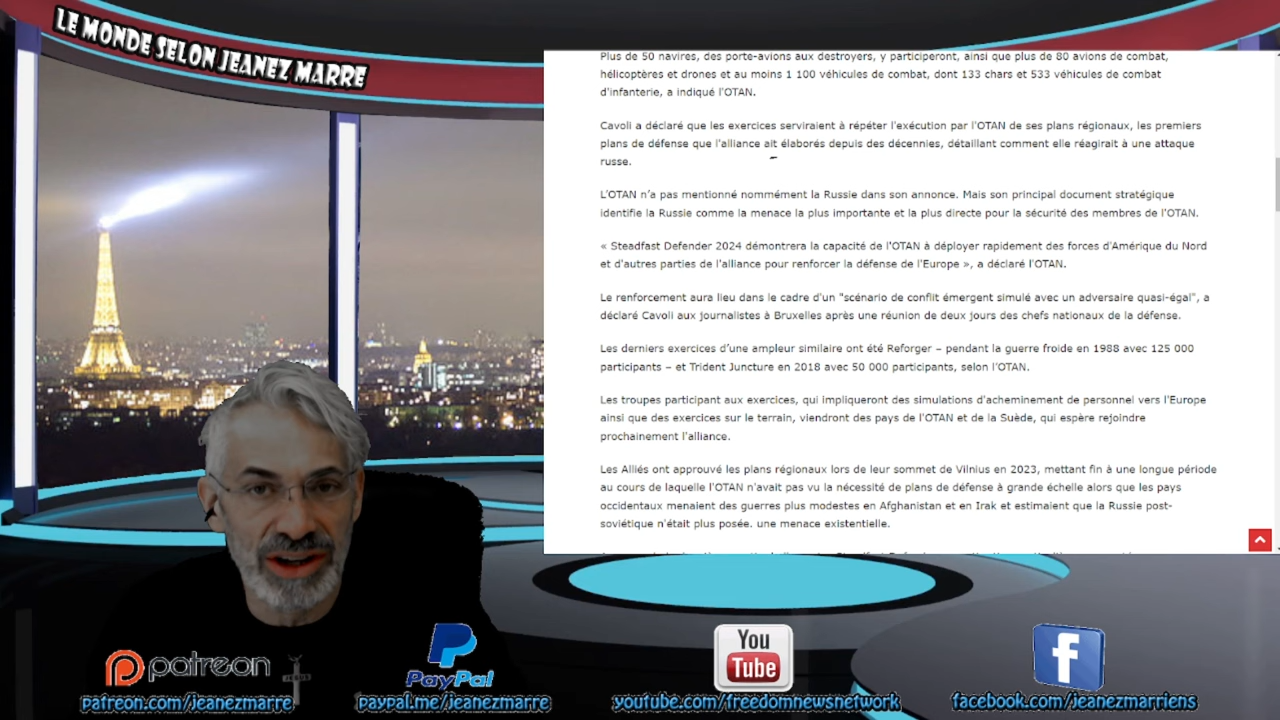 LE MONDE SELON JEANEZ MARRE
Plus de 50 navires, des porte-avions aux destroyers, y participeront, ainsi que plus de 80 avions de combat,
hélicoptères et drones et au moins 1 100 véhicules de combat, dont 133 chars et 533 véhicules de combat
d'infanterie, a indiqué l'OTAN.
Cavoli a déclaré que les exercices serviraient à répéter l'exécution par l'OTAN de ses plans régionaux, les premiers
plans de défense que l'alliance ait élaborés depuis des décennies, détaillant comment elle réagirait à une attaque
russe.
L'OTAN n'a pas mentionné nommément la Russie dans son annonce. Mais son principal document stratégique
identifie la Russie comme la menace la plus importante et la plus directe pour la sécurité des membres de l'OTAN.
« Steadfast Defender 2024 démontrera la capacité de l'OTAN à déployer rapidement des forces d'Amérique du Nord
et d'autres parties de l'alliance pour renforcer la défense de l'Europe », a déclaré l'OTAN.
Le renforcement aura lieu dans le cadre d'un "scénario de conflit émergent simulé avec un adversaire quasi-égal", a
déclaré Cavoli aux journalistes à Bruxelles après une réunion de deux jours des chefs nationaux de la défense.
Les derniers exercices d'une ampleur similaire ont été Reforger – pendant la guerre froide en 1988 avec 125 000
participants – et Trident Juncture en 2018 avec 50 000 participants, selon l'OTAN.
Les troupes participant aux exercices, qui impliqueront des simulations d'acheminement de personnel vers l'Europe
ainsi que des exercices sur le terrain, viendront des pays de l'OTAN et de la Suède, qui espère rejoindre
prochainement l'alliance.
Les Alliés ont approuvé les plans régionaux lors de leur sommet de Vilnius en 2023, mettant fin à une longue période
au cours de laquelle l'OTAN n'avait pas vu la nécessité de plans de défense à grande échelle alors que les pays
occidentaux menaient des guerres plus modestes en Afghanistan et en Irak et estimaient que la Russie post-
soviétique n'était plus posée. une menace existentielle.
patreon
JESUS
PayPal
You
Tube
patreon.com/jeanezmarre
paypal.me/jeanezmarre
youtube.com/freedomnewsnetwork
facebook.com/jeanezmarriens